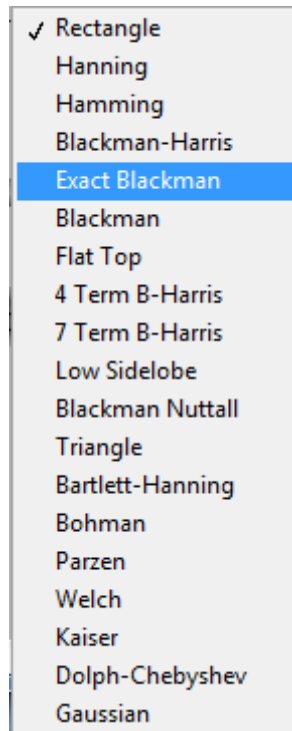 Rectangle
Hanning
Hamming
Blackman-Harris
Exact Blackman
Blackman
Flat Top
4 Term B-Harris
7 Term B-Harris
Low Sidelobe
Blackman Nuttall
Triangle
Bartlett-Hanning
Bohman
Parzen
Welch
Kaiser
Dolph-Chebyshev
Gaussian